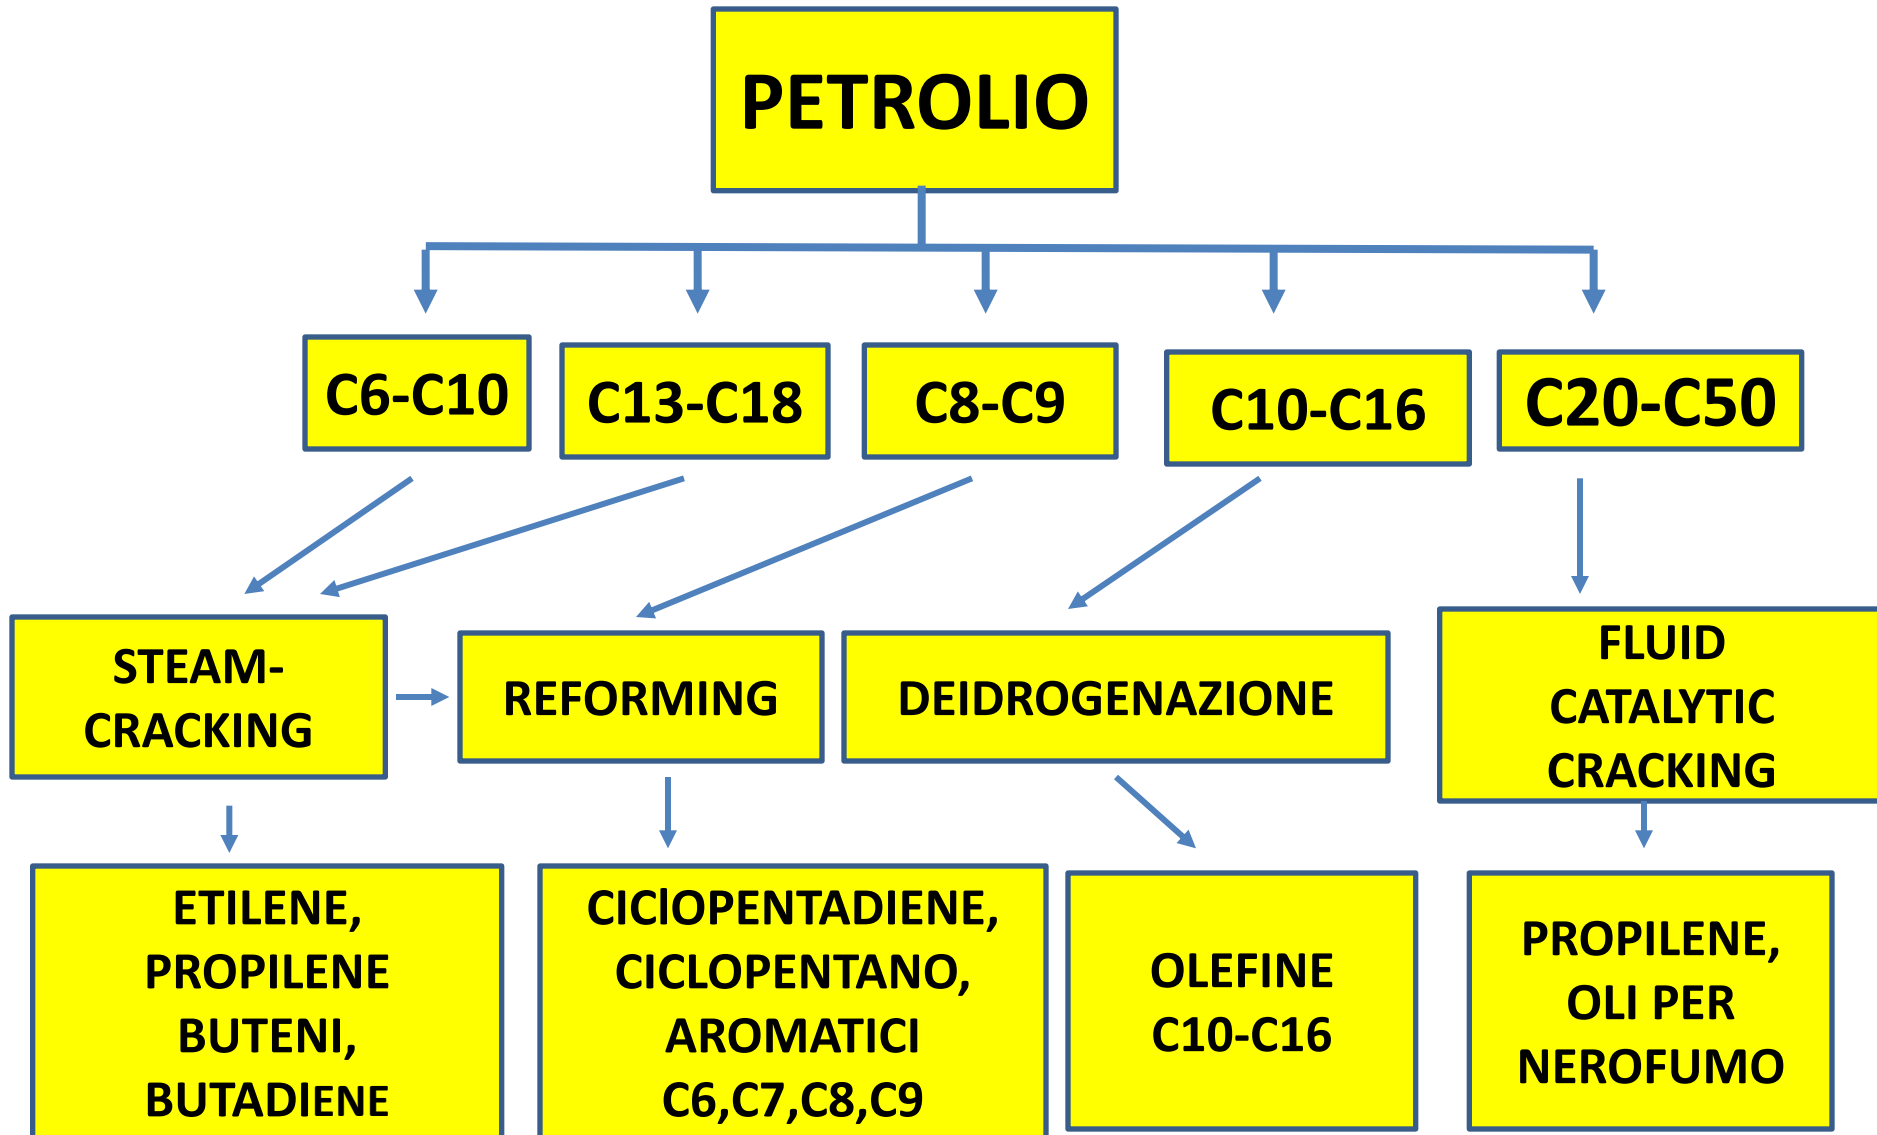 PETROLIO
C6-C10
C13-C18
C8-C9
C10-C16
C20-C50
STEAM-
CRACKING
REFORMING
DEIDROGENAZIONE
FLUID
CATALYTIC
CRACKING
ETILENE,
PROPILENE
BUTENI,
BUTADIENE
CIClOPENTADIENE,
CICLOPENTANO,
AROMATICI
C6,C7,C8,C9
OLEFINE
C10-C16
PROPILENE,
OLI PER
NEROFUMO